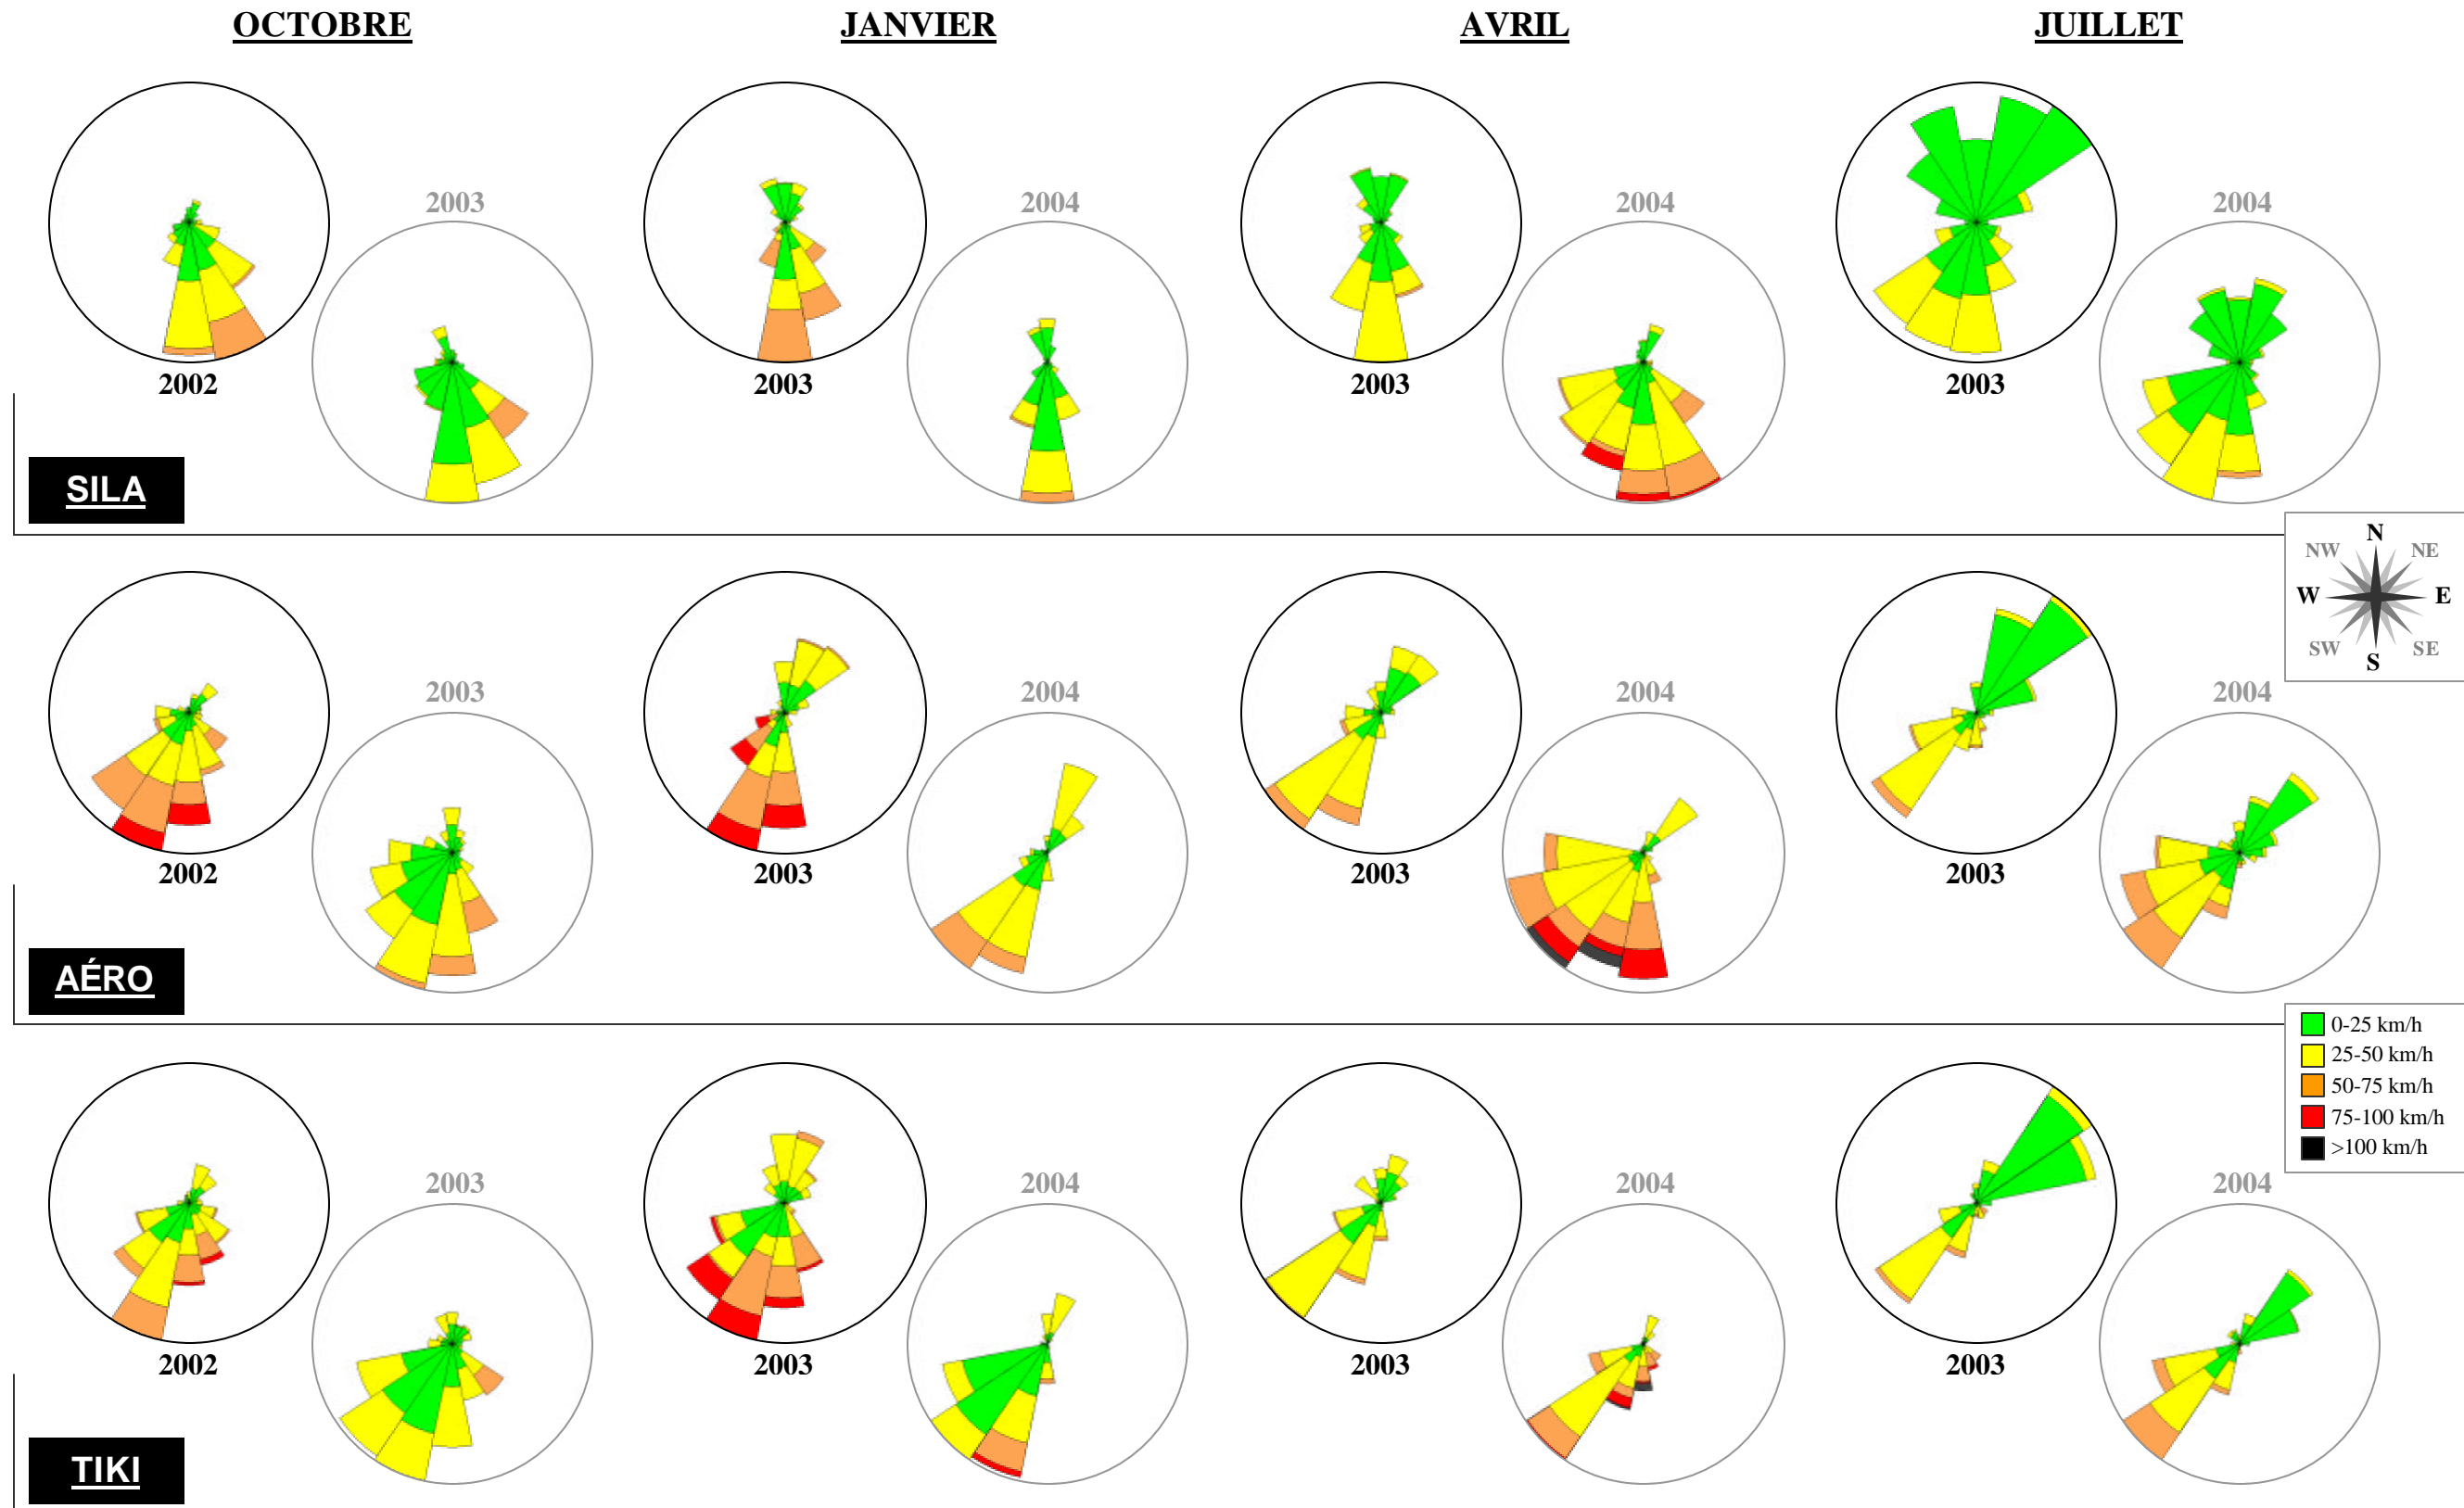 OCTOBRE JANVIER AVRIL JUILLET
2003 2004 2004 2004
2002 2003 2003 2003
SILA
N
NW NE
W E
SW SE
S
2003 2004 2004 2004
2002 2003 2003 2003
AÉRO
0-25 km/h
25-50 km/h
50-75 km/h
75-100 km/h
>100 km/h
2003 2004 2004 2004
2002 2003 2003 2003
TIKI